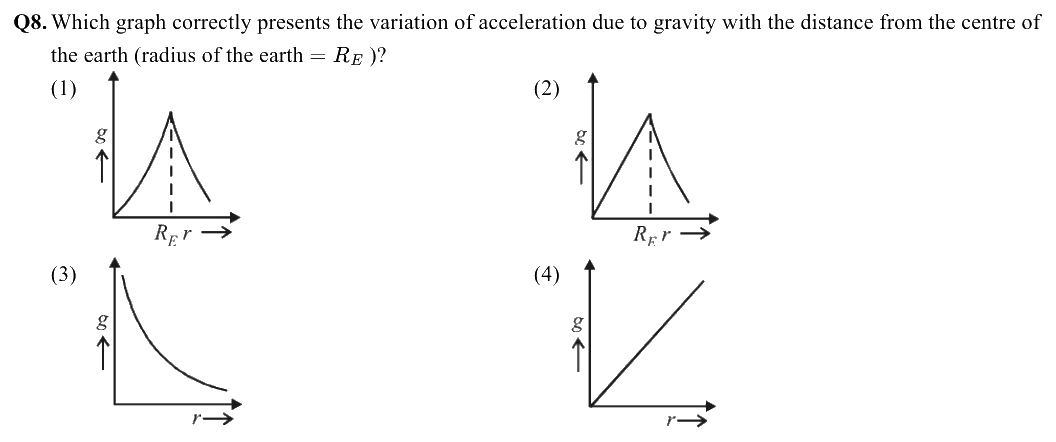 Q8. Which graph correctly presents the variation of acceleration due to gravity with the distance from the centre of
the earth (radius of the earth = R_E )?
(1)
g
R_E r →
(2)
g
R_E r →
(3)
g
r →
(4)
g
r →